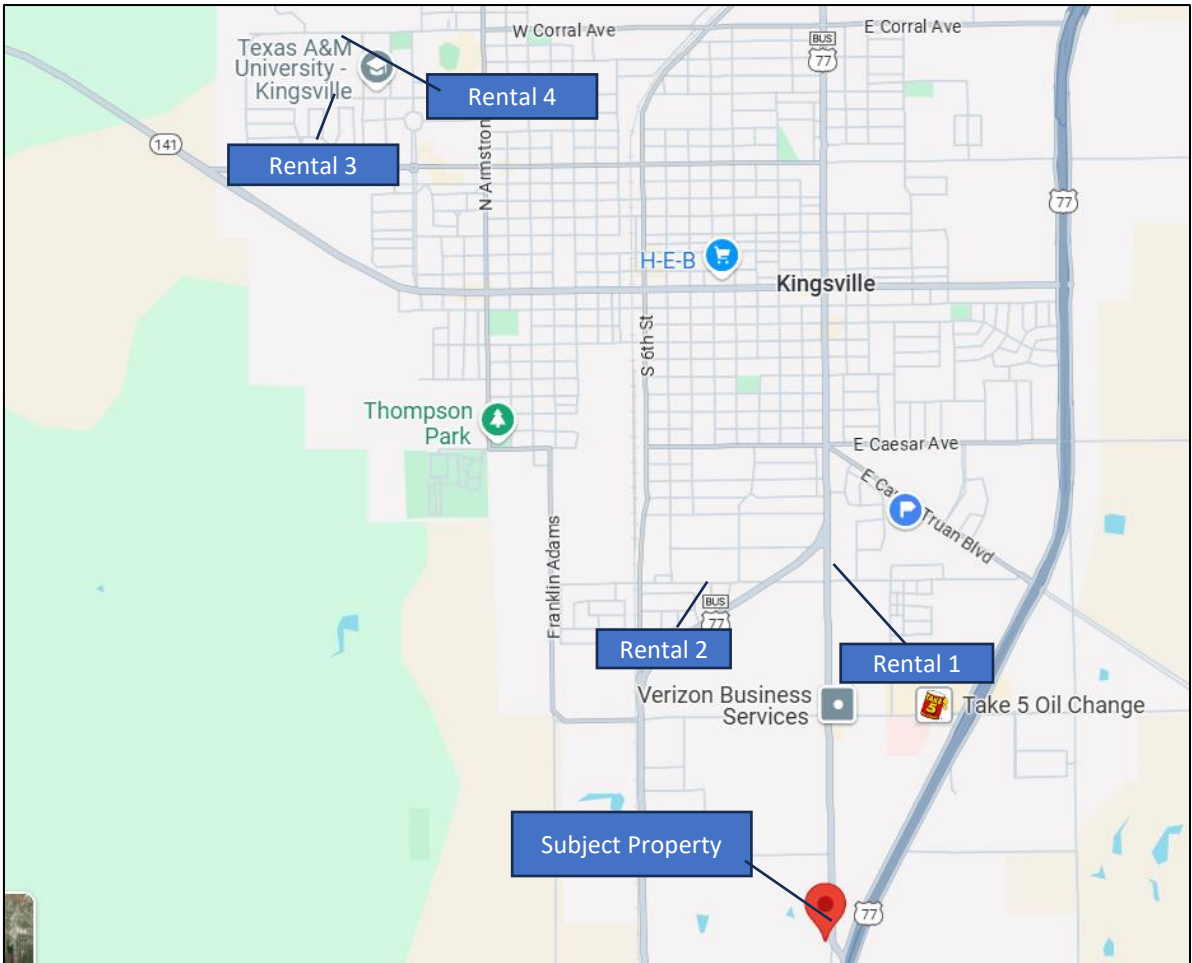 W Corral Ave
E Corral Ave
BUS
77
Texas A&M
University -
Kingsville
Rental 4
141
Rental 3
N Armstron
77
H-E-B
Kingsville
S 6th St
Thompson
Park
E Caesar Ave
E Ca
Truan Blvd
P
Franklin Adams
BUS
77
Rental 2
Rental 1
Verizon Business
Services
TAKE
5
Take 5 Oil Change
Subject Property
77